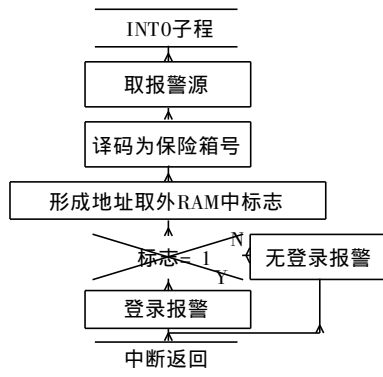 INT0子程
取报警源
译码为保险箱号
形成地址取外RAM中标志
标志= 1
N
Y
无登录报警
登录报警
中断返回